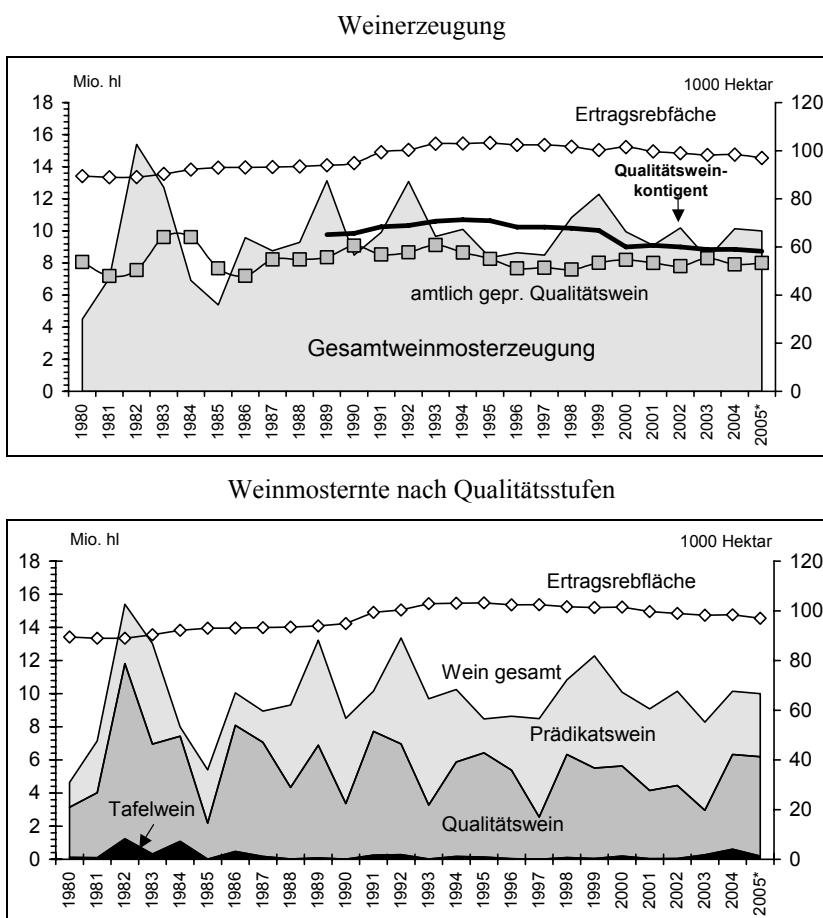 Weinerzeugung
Mio. hl
1000 Hektar
18
16
14
12
10
8
6
4
2
0
120
100
80
60
40
20
0
Ertragsrebfäche
Qualitätswein-
kontigent
amtlich gepr. Qualitätswein
Gesamtweinmosterzeugung
1980 1981 1982 1983 1984 1985 1986 1987 1988 1989 1990 1991 1992 1993 1994 1995 1996 1997 1998 1999 2000 2001 2002 2003 2004 2005*
Weinmosternte nach Qualitätsstufen
Mio. hl
1000 Hektar
18
16
14
12
10
8
6
4
2
0
120
100
80
60
40
20
0
Ertragsrebfläche
Wein gesamt
Prädikatswein
Tafelwein
Qualitätswein
1980 1981 1982 1983 1984 1985 1986 1987 1988 1989 1990 1991 1992 1993 1994 1995 1996 1997 1998 1999 2000 2001 2002 2003 2004 2005*